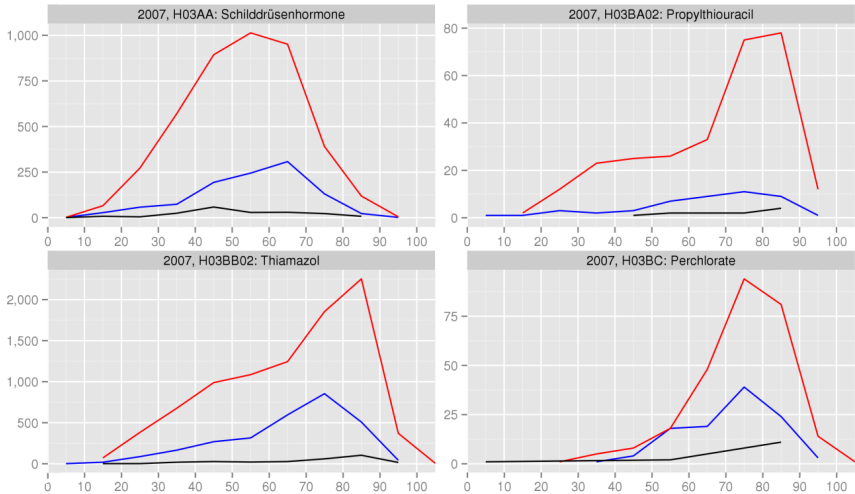 2007, H03AA: Schilddrüsenhormone
1,000
750
500
250
0
0 10 20 30 40 50 60 70 80 90 100
2007, H03BA02: Propylthiouracil
80
60
40
20
0
0 10 20 30 40 50 60 70 80 90 100
2007, H03BB02: Thiamazol
2,000
1,500
1,000
500
0
0 10 20 30 40 50 60 70 80 90 100
2007, H03BC: Perchlorate
75
50
25
0
0 10 20 30 40 50 60 70 80 90 100